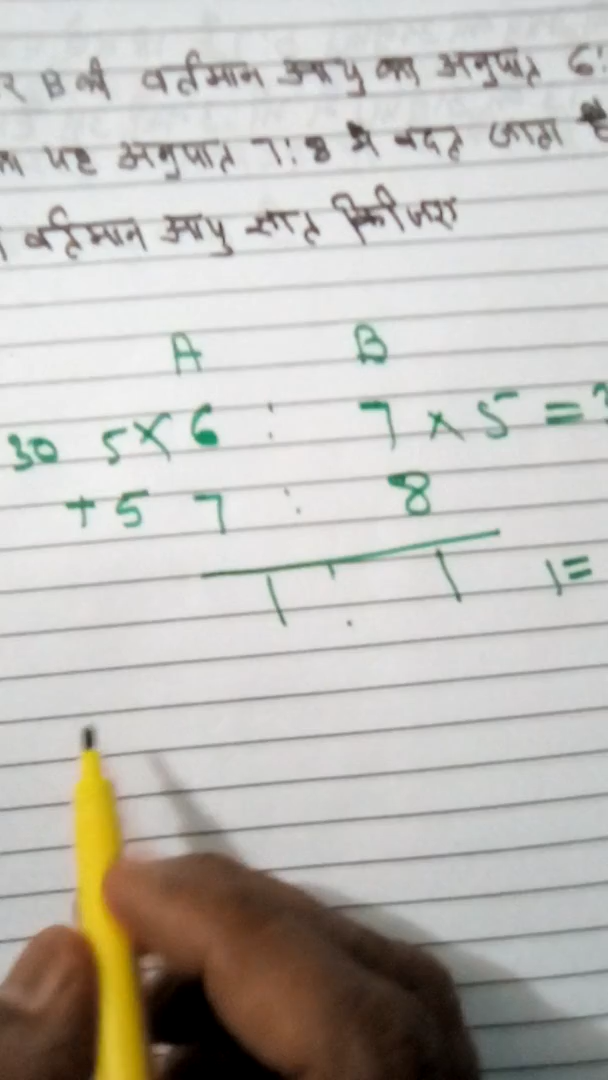 र B की वर्तमान आयु का अनुपात 6:
यह अनुपात 7:8 में बदल जाता है
वर्तमान आयु ज्ञात कीजिए
A B
30 5×6 : 7×5=3
+5 7 : 8
1 : 1 1=